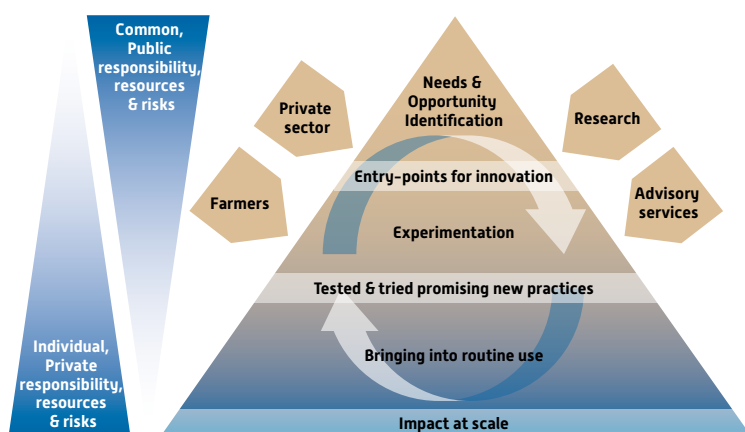 Common,
Public
responsibility,
resources
& risks
Individual,
Private
responsibility,
resources
& risks
Farmers
Private
sector
Needs &
Opportunity
Identification
Entry-points for innovation
Experimentation
Tested & tried promising new practices
Bringing into routine use
Impact at scale
Research
Advisory
services